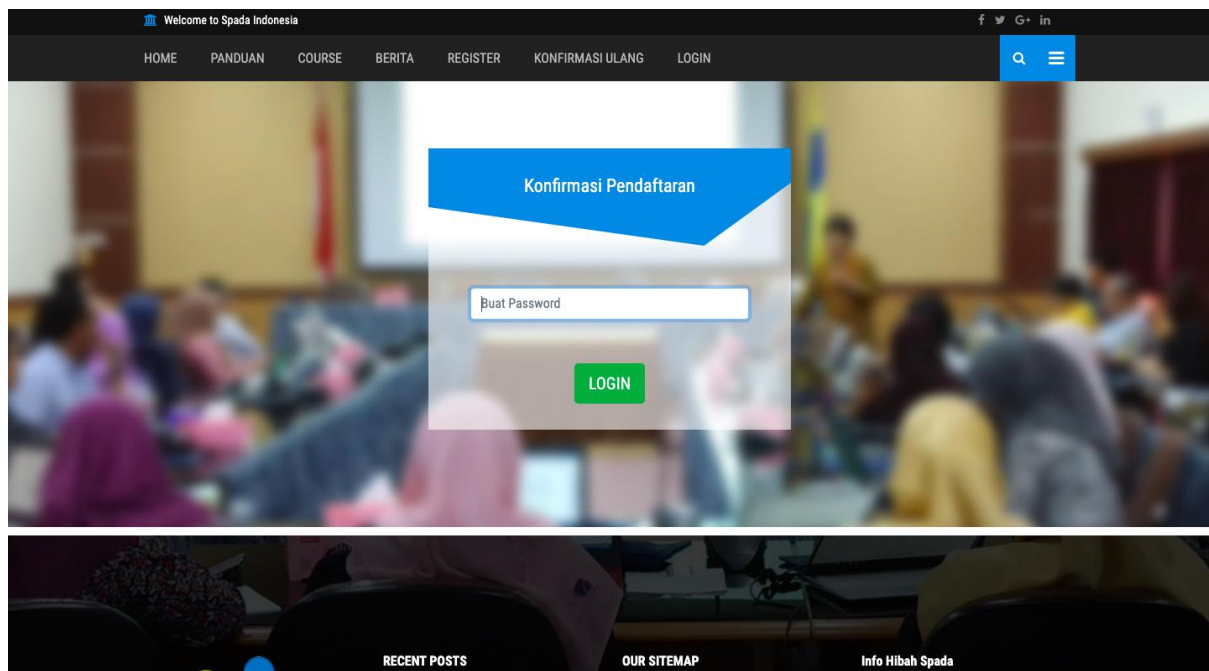 Welcome to Spada Indonesia
G+ in
HOME PANDUAN COURSE BERITA REGISTER KONFIRMASI ULANG LOGIN
Konfirmasi Pendaftaran
Buat Password
LOGIN
RECENT POSTS OUR SITEMAP Info Hibah Spada